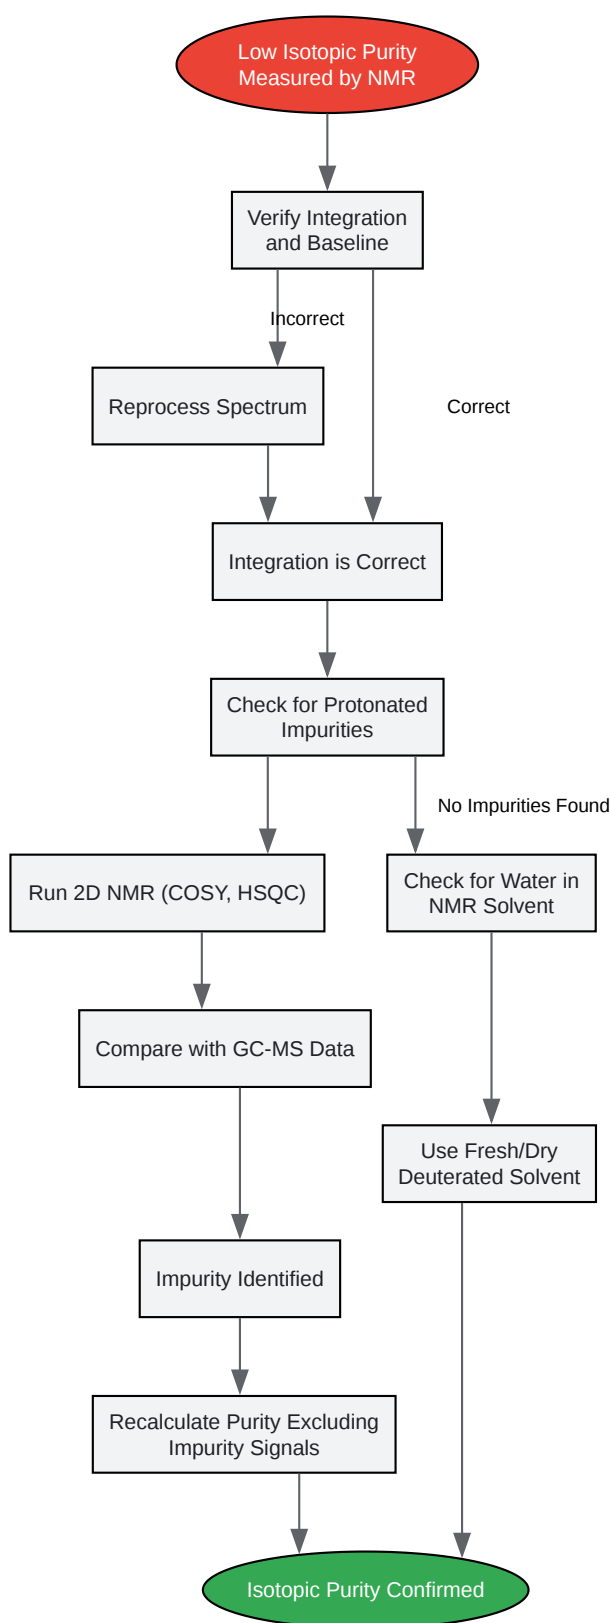 Low Isotopic Purity
Measured by NMR
Verify Integration
and Baseline
Incorrect
Reprocess Spectrum
Correct
Integration is Correct
Check for Protonated
Impurities
No Impurities Found
Run 2D NMR (COSY, HSQC)
Check for Water in
NMR Solvent
Compare with GC-MS Data
Use Fresh/Dry
Deuterated Solvent
Impurity Identified
Recalculate Purity Excluding
Impurity Signals
Isotopic Purity Confirmed